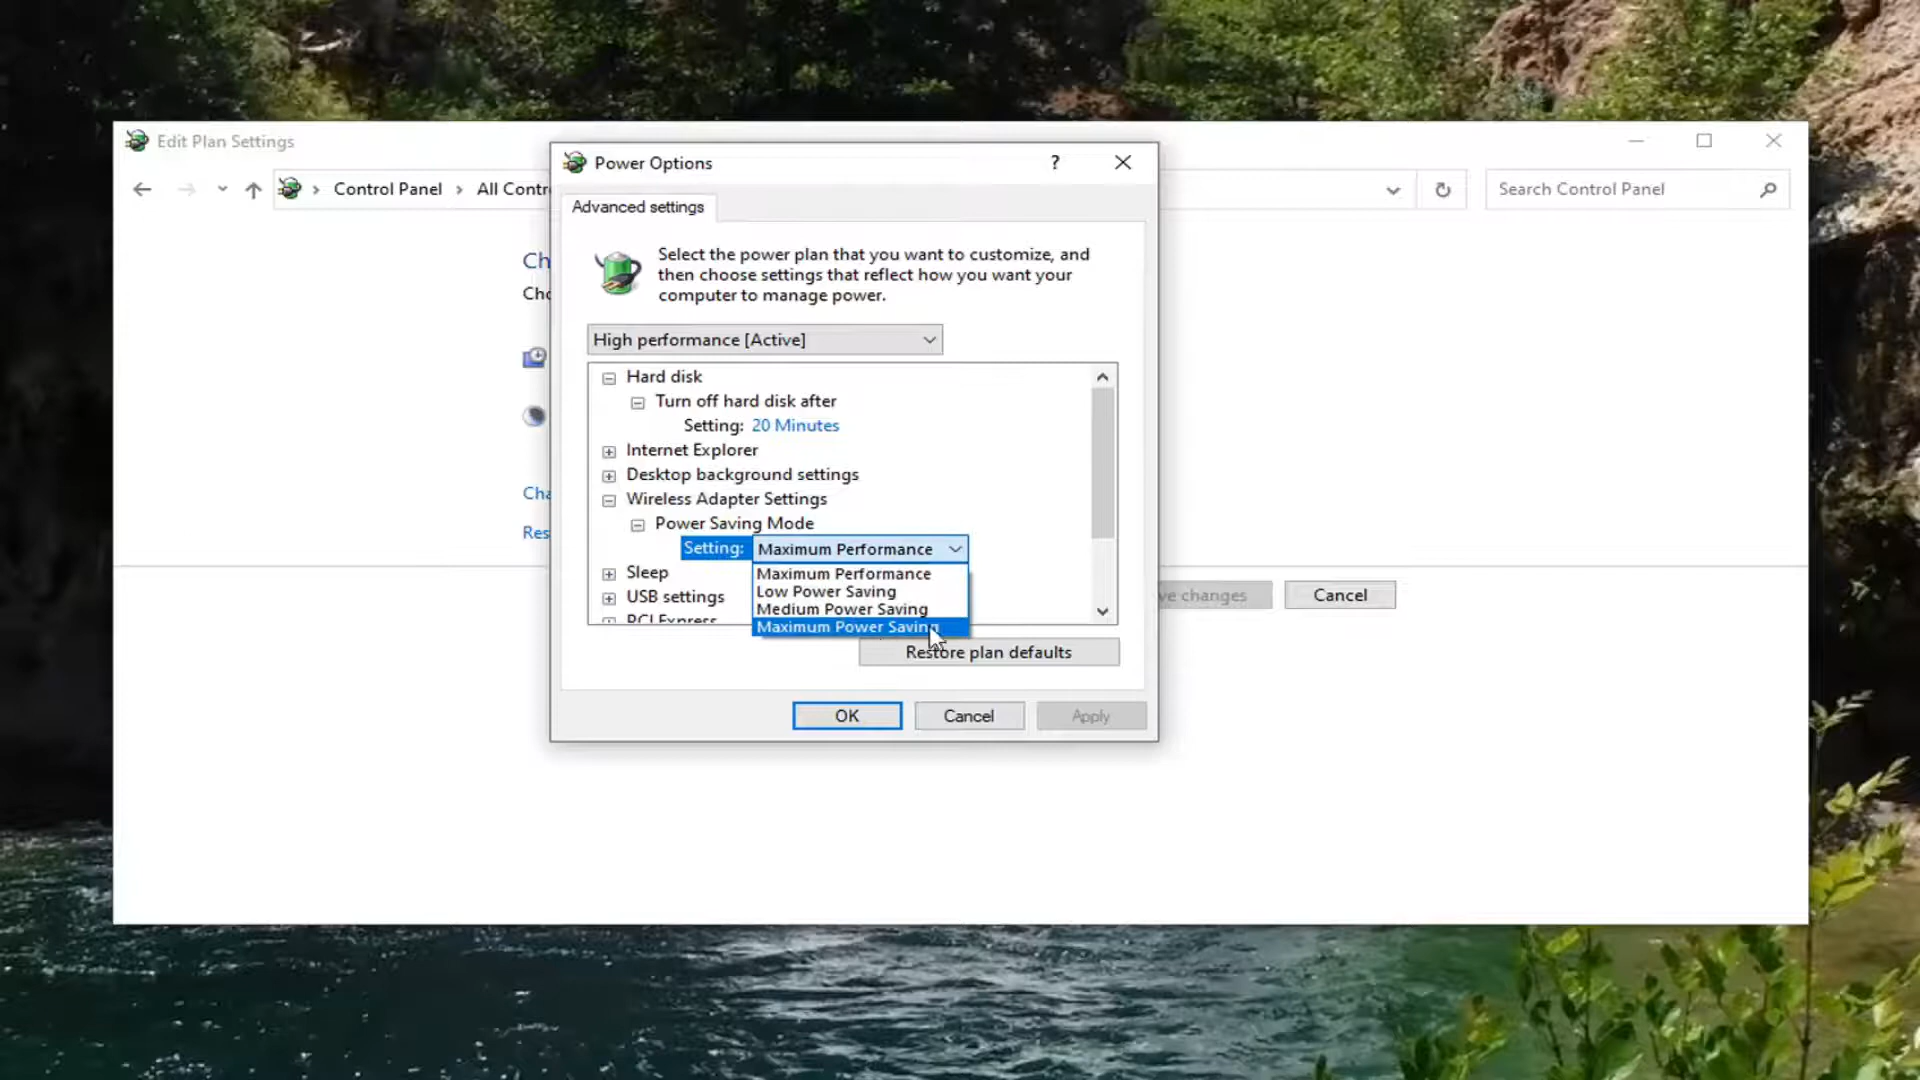 Edit Plan Settings
Control Panel
All Contr
Search Control Panel
Ch
Cho
Cha
Res
ve changes
Cancel
Power Options
?
Advanced settings
Select the power plan that you want to customize, and
then choose settings that reflect how you want your
computer to manage power.
High performance [Active]
Hard disk
Turn off hard disk after
Setting: 20 Minutes
Internet Explorer
Desktop background settings
Wireless Adapter Settings
Power Saving Mode
Setting: Maximum Performance
Maximum Performance
Low Power Saving
Medium Power Saving
Maximum Power Saving
Sleep
USB settings
PCI Express
Restore plan defaults
OK
Cancel
Apply